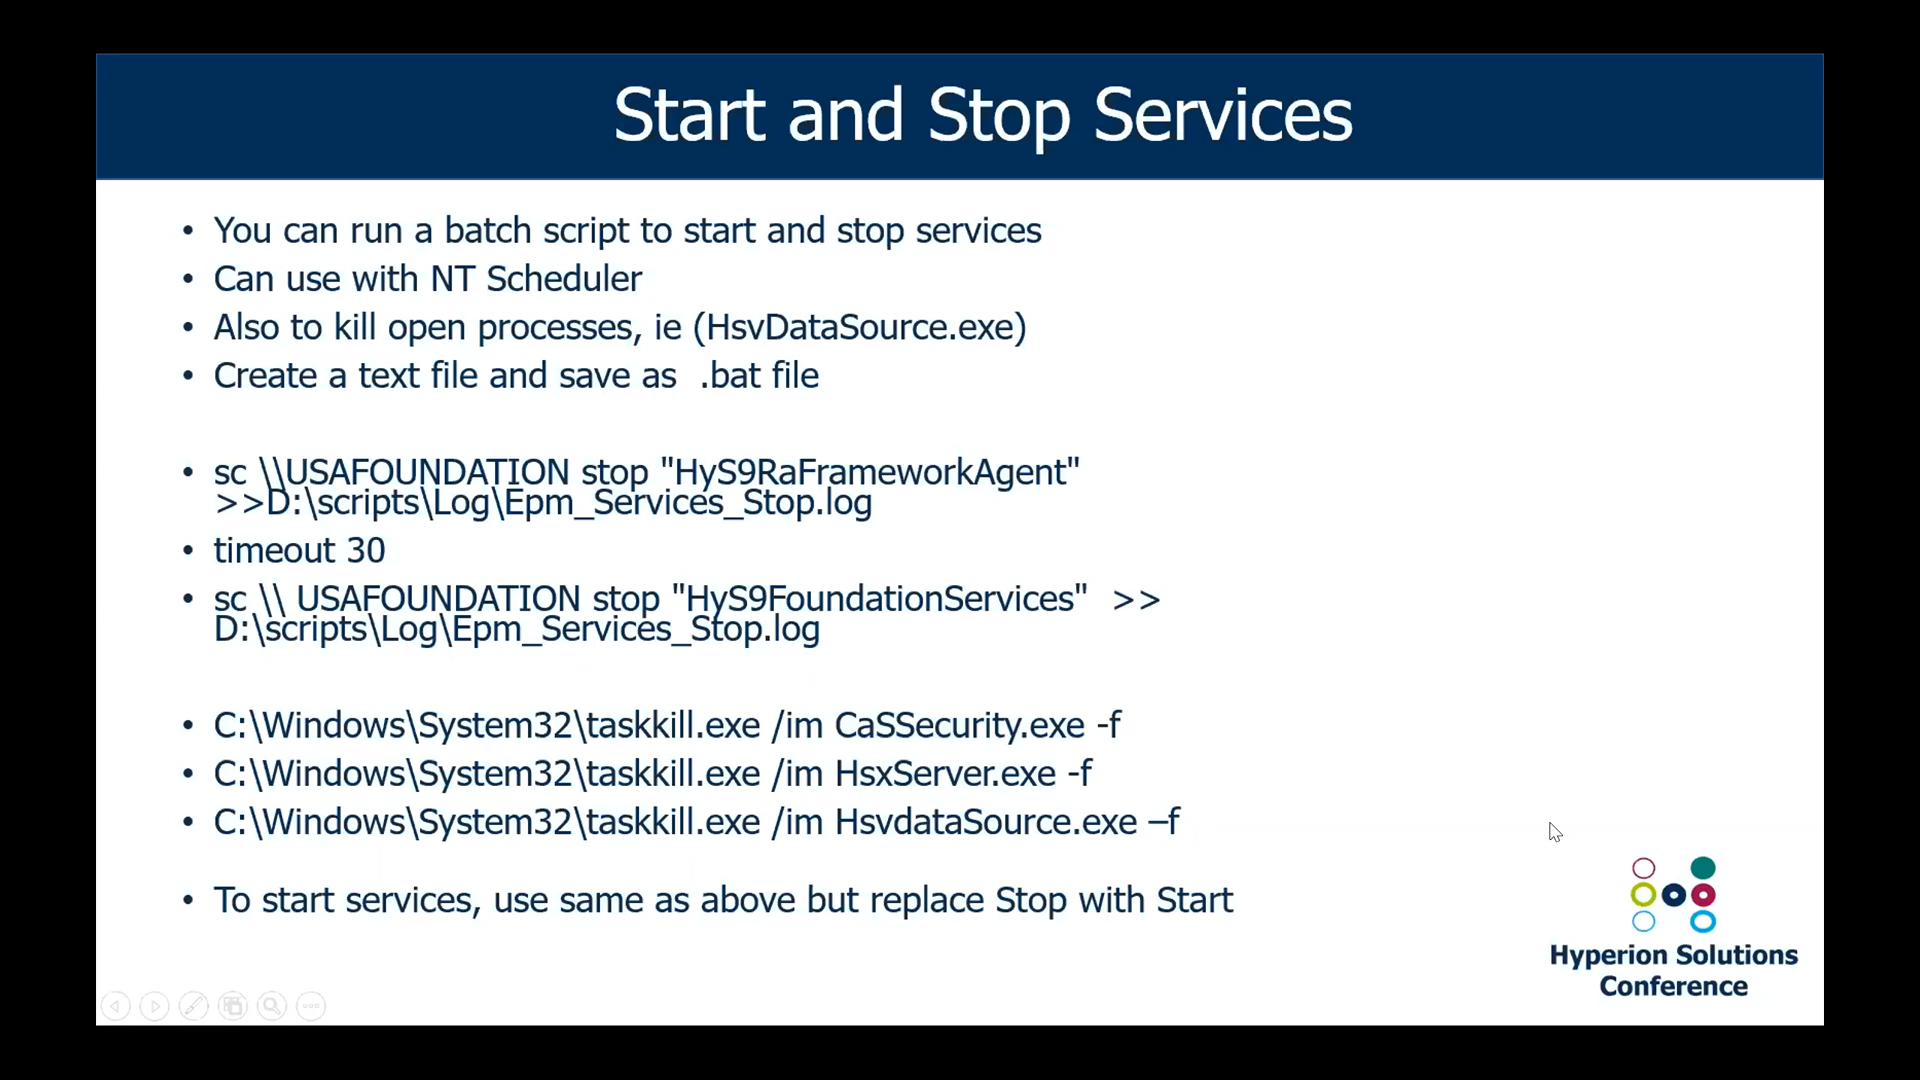 Start and Stop Services
• You can run a batch script to start and stop services
• Can use with NT Scheduler
• Also to kill open processes, ie (HsvDataSource.exe)
• Create a text file and save as  .bat file
• sc \\USAFOUNDATION stop "HyS9RaFrameworkAgent"
>>D:\scripts\Log\Epm_Services_Stop.log
• timeout 30
• sc \\ USAFOUNDATION stop "HyS9FoundationServices"  >>
D:\scripts\Log\Epm_Services_Stop.log
• C:\Windows\System32\taskkill.exe /im CaSSecurity.exe -f
• C:\Windows\System32\taskkill.exe /im HsxServer.exe -f
• C:\Windows\System32\taskkill.exe /im HsvdataSource.exe –f
• To start services, use same as above but replace Stop with Start
Hyperion Solutions
Conference